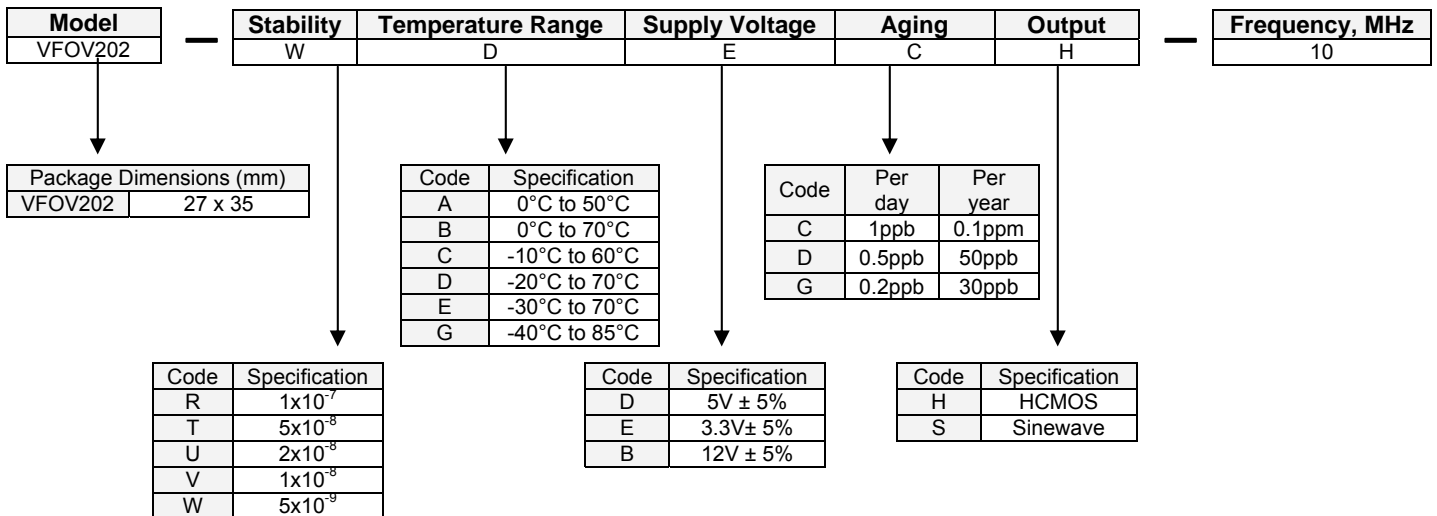 Model Stability Temperature Range Supply Voltage Aging Output Frequency, MHz
VFOV202 — W D E C H — 10
Package Dimensions (mm)
VFOV202 27 x 35
Code Specification
A 0°C to 50°C
B 0°C to 70°C
C -10°C to 60°C
D -20°C to 70°C
E -30°C to 70°C
G -40°C to 85°C
Code Per day Per year
C 1ppb 0.1ppm
D 0.5ppb 50ppb
G 0.2ppb 30ppb
Code Specification
R 1x10⁻⁷
T 5x10⁻⁸
U 2x10⁻⁸
V 1x10⁻⁸
W 5x10⁻⁹
Code Specification
D 5V ± 5%
E 3.3V± 5%
B 12V ± 5%
Code Specification
H HCMOS
S Sinewave